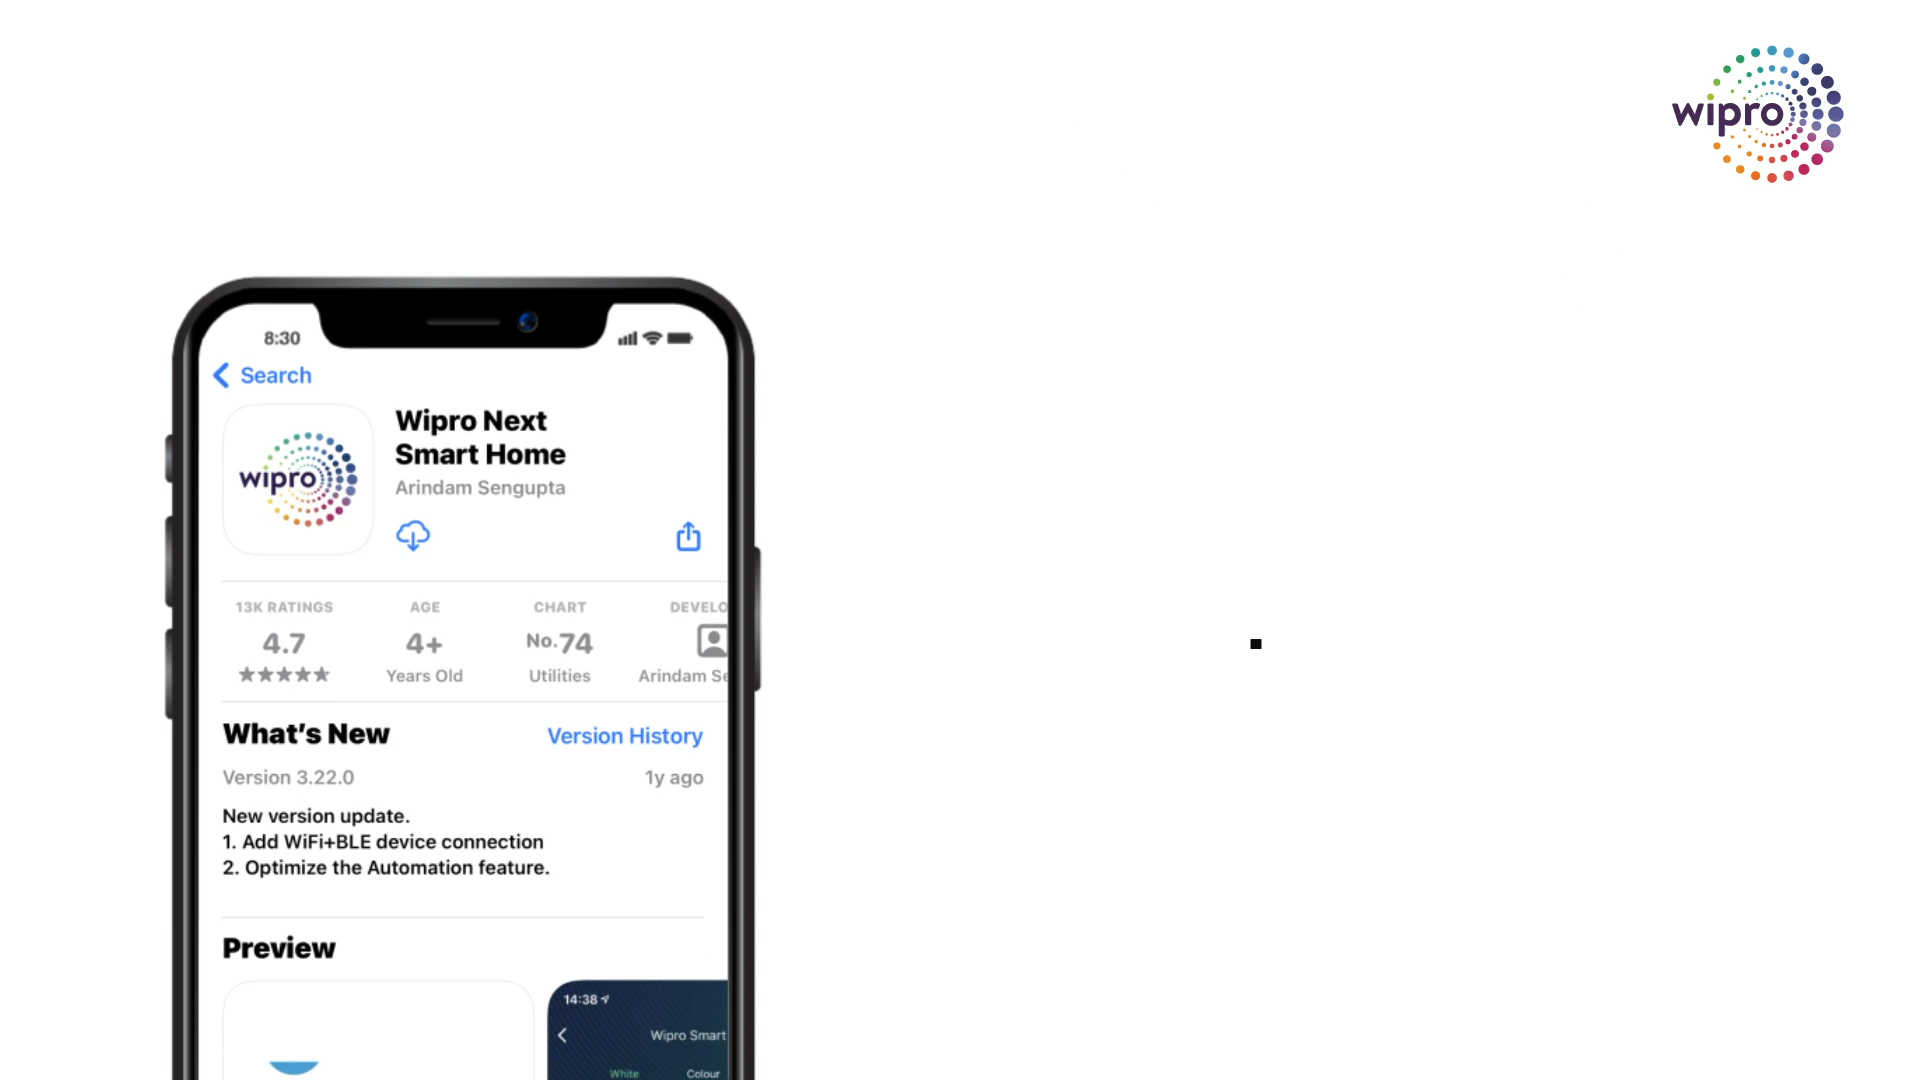 wipro
8:30
Search
wipro
Wipro Next
Smart Home
Arindam Sengupta
13K RATINGS
4.7
AGE
4+
Years Old
CHART
No.74
Utilities
DEVELO
Arindam Se
What's New
Version History
Version 3.22.0
1y ago
New version update.
1. Add WiFi+BLE device connection
2. Optimize the Automation feature.
Preview
14:38
Wipro Smart
White
Colour